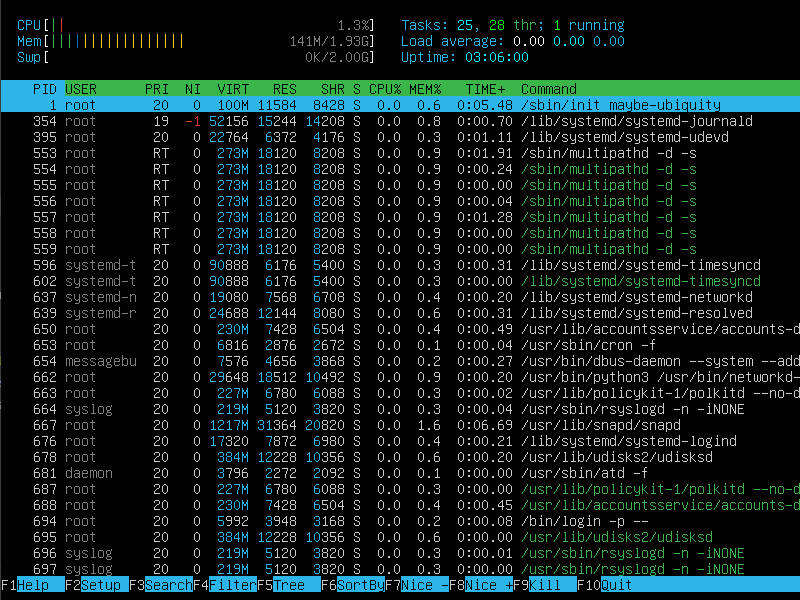 CPU[|| 1.3%] Tasks: 25, 28 thr; 1 running
Mem[||||||||||||||||| 141M/1.93G] Load average: 0.00 0.00 0.00
Swp[ 0K/2.00G] Uptime: 03:06:00
PID USER PRI NI VIRT RES SHR S CPU% MEM% TIME+ Command
1 root 20 0 100M 11584 8428 S 0.0 0.6 0:05.48 /sbin/init maybe-ubiquity
354 root 19 -1 52156 15244 14208 S 0.0 0.8 0:00.70 /lib/systemd/systemd-journald
395 root 20 0 22764 6372 4176 S 0.0 0.3 0:01.11 /lib/systemd/systemd-udevd
553 root RT 0 273M 18120 8208 S 0.0 0.9 0:01.91 /sbin/multipathd -d -s
554 root RT 0 273M 18120 8208 S 0.0 0.9 0:00.24 /sbin/multipathd -d -s
555 root RT 0 273M 18120 8208 S 0.0 0.9 0:00.00 /sbin/multipathd -d -s
556 root RT 0 273M 18120 8208 S 0.0 0.9 0:00.04 /sbin/multipathd -d -s
557 root RT 0 273M 18120 8208 S 0.0 0.9 0:01.28 /sbin/multipathd -d -s
558 root RT 0 273M 18120 8208 S 0.0 0.9 0:00.00 /sbin/multipathd -d -s
559 root RT 0 273M 18120 8208 S 0.0 0.9 0:00.00 /sbin/multipathd -d -s
596 systemd-t 20 0 90888 6176 5400 S 0.0 0.3 0:00.31 /lib/systemd/systemd-timesyncd
602 systemd-t 20 0 90888 6176 5400 S 0.0 0.3 0:00.00 /lib/systemd/systemd-timesyncd
637 systemd-n 20 0 19080 7568 6708 S 0.0 0.4 0:00.20 /lib/systemd/systemd-networkd
639 systemd-r 20 0 24688 12144 8080 S 0.0 0.6 0:00.31 /lib/systemd/systemd-resolved
650 root 20 0 230M 7428 6504 S 0.0 0.4 0:00.49 /usr/lib/accountsservice/accounts-d
653 root 20 0 6816 2876 2672 S 0.0 0.1 0:00.04 /usr/sbin/cron -f
654 messagebu 20 0 7576 4656 3868 S 0.0 0.2 0:00.27 /usr/bin/dbus-daemon --system --add
662 root 20 0 29648 18512 10492 S 0.0 0.9 0:00.20 /usr/bin/python3 /usr/bin/networkd-
663 root 20 0 227M 6780 6088 S 0.0 0.3 0:00.02 /usr/lib/policykit-1/polkitd --no-d
664 syslog 20 0 219M 5120 3820 S 0.0 0.3 0:00.04 /usr/sbin/rsyslogd -n -iNONE
667 root 20 0 1217M 31364 20820 S 0.0 1.6 0:06.69 /usr/lib/snapd/snapd
676 root 20 0 17320 7872 6980 S 0.0 0.4 0:00.21 /lib/systemd/systemd-logind
678 root 20 0 384M 12228 10356 S 0.0 0.6 0:00.15 /usr/lib/udisks2/udisksd
681 daemon 20 0 3796 2272 2092 S 0.0 0.1 0:00.00 /usr/sbin/atd -f
687 root 20 0 227M 6780 6088 S 0.0 0.3 0:00.00 /usr/lib/policykit-1/polkitd --no-d
688 root 20 0 230M 7428 6504 S 0.0 0.4 0:00.45 /usr/lib/accountsservice/accounts-d
694 root 20 0 5992 3948 3168 S 0.0 0.2 0:00.08 /bin/login -p --
695 root 20 0 384M 12228 10356 S 0.0 0.6 0:00.00 /usr/lib/udisks2/udisksd
696 syslog 20 0 219M 5120 3820 S 0.0 0.3 0:00.01 /usr/sbin/rsyslogd -n -iNONE
697 syslog 20 0 219M 5120 3820 S 0.0 0.3 0:00.00 /usr/sbin/rsyslogd -n -iNONE
F1Help F2Setup F3SearchF4FilterF5Tree F6SortByF7Nice -F8Nice +F9Kill F10Quit